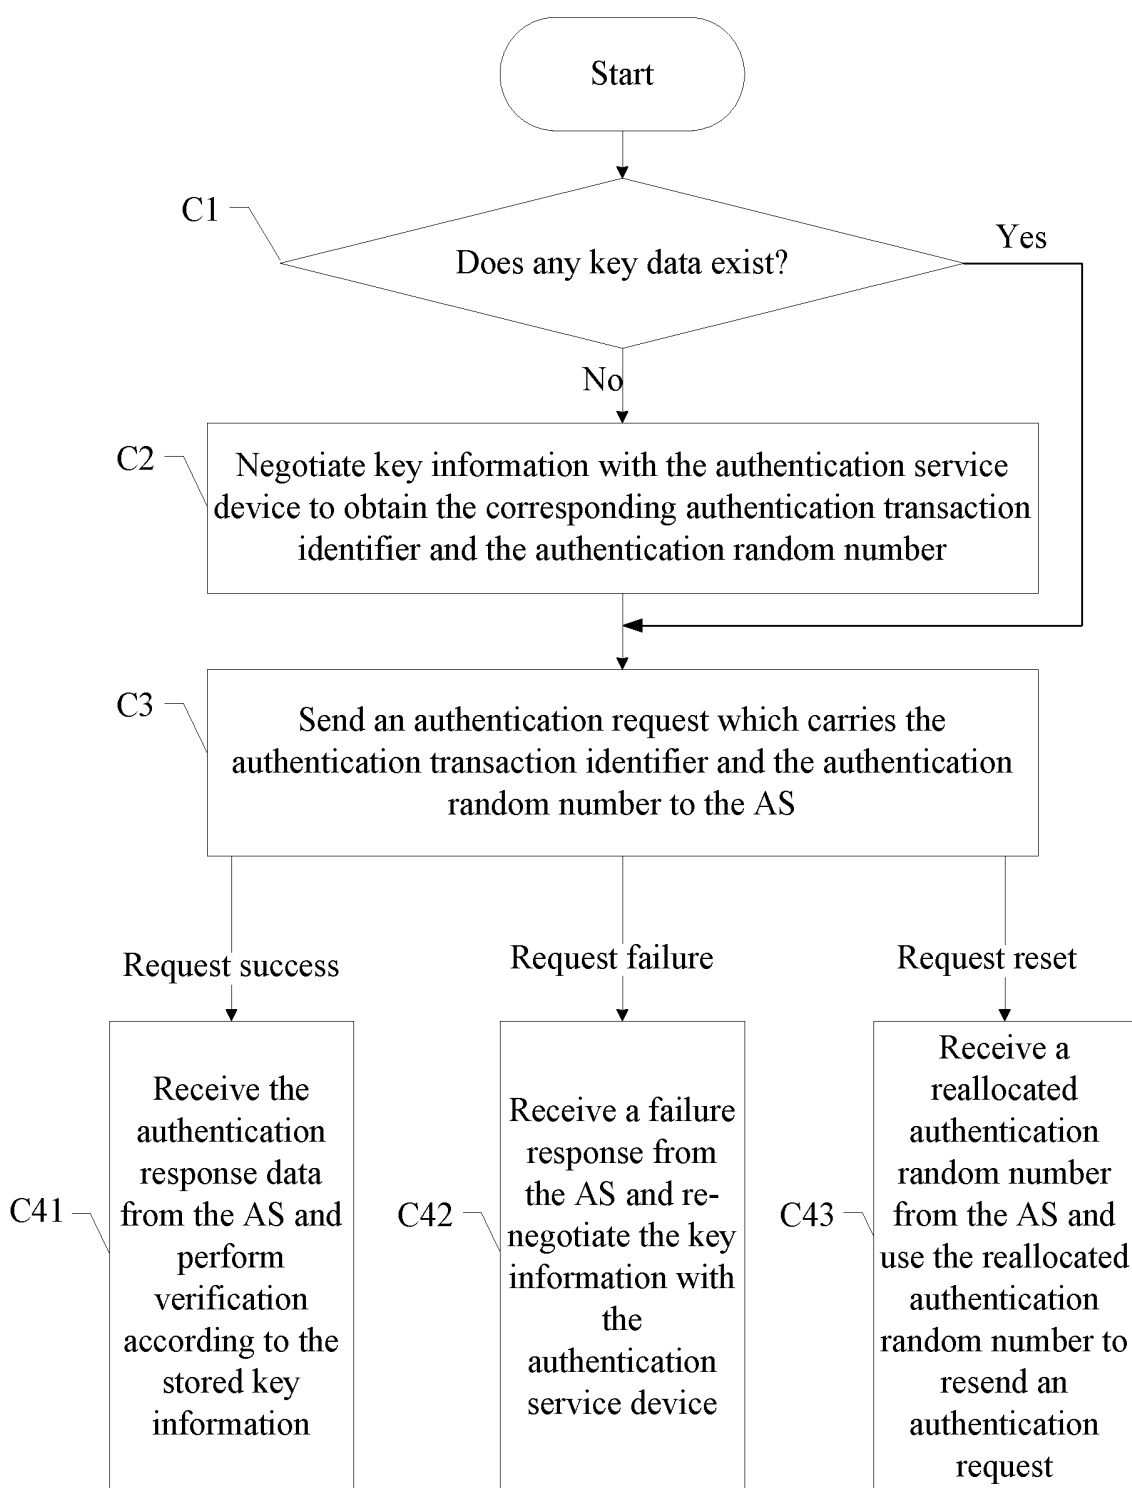 Start
C1
Does any key data exist?
Yes
No
C2
Negotiate key information with the authentication service
device to obtain the corresponding authentication transaction
identifier and the authentication random number
C3
Send an authentication request which carries the
authentication transaction identifier and the authentication
random number to the AS
Request success
Request failure
Request reset
C41
Receive the
authentication
response data
from the AS and
perform
verification
according to the
stored key
information
C42
Receive a failure
response from
the AS and re-
negotiate the key
information with
the
authentication
service device
C43
Receive a
reallocated
authentication
random number
from the AS and
use the reallocated
authentication
random number to
resend an
authentication
request